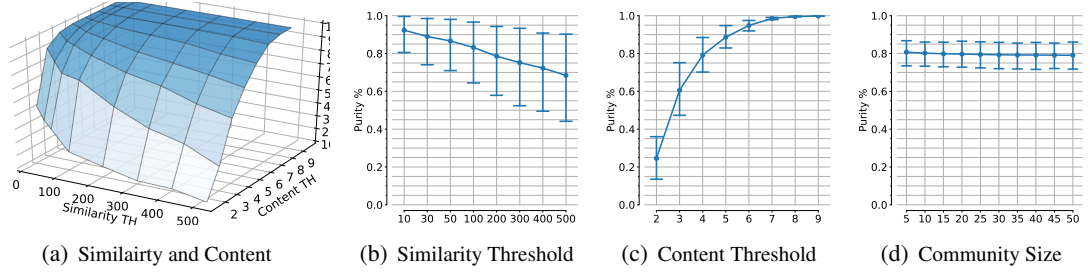 0
100
200
300
400
500
Similarity TH
2 3 4 5 6 7 8 9
Content TH
1.0
0.8
0.6
0.4
0.2
0.0
Purity %
10 30 50 100 200 300 400 500
1.0
0.8
0.6
0.4
0.2
0.0
Purity %
2 3 4 5 6 7 8 9
1.0
0.8
0.6
0.4
0.2
0.0
Purity %
5 10 15 20 25 30 35 40 45 50
(a) Similairty and Content
(b) Similarity Threshold
(c) Content Threshold
(d) Community Size